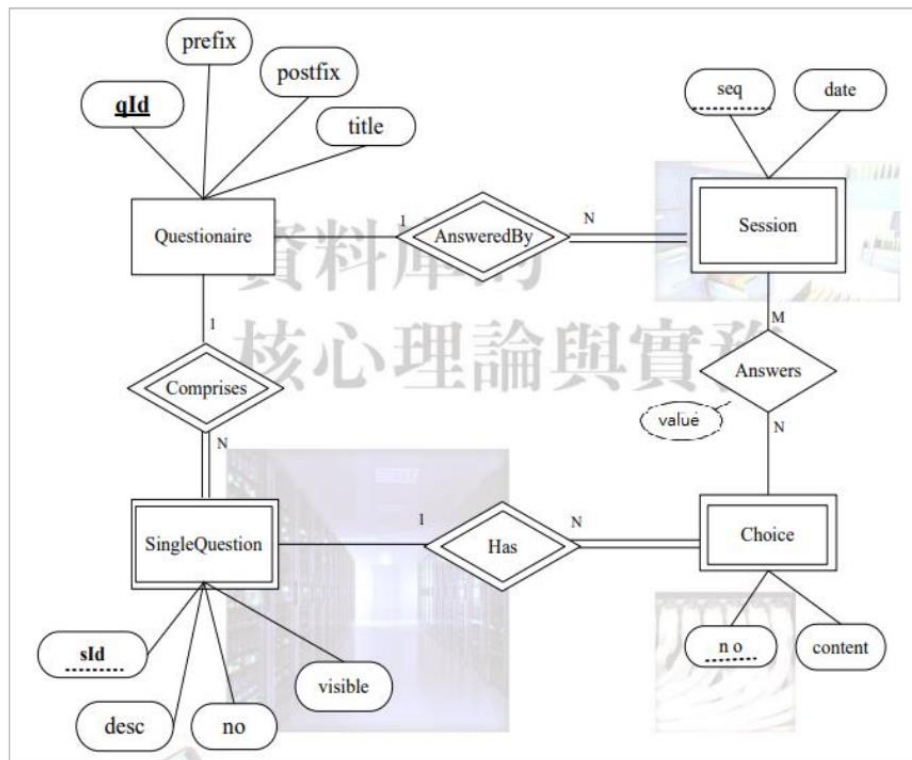 prefix
postfix
qId
title
seq
date
Questionaire
1
AnsweredBy
N
Session
資料庫的
核心理論與實務
1
M
Comprises
Answers
value
N
N
SingleQuestion
1
Has
N
Choice
sId
desc
no
visible
no
content